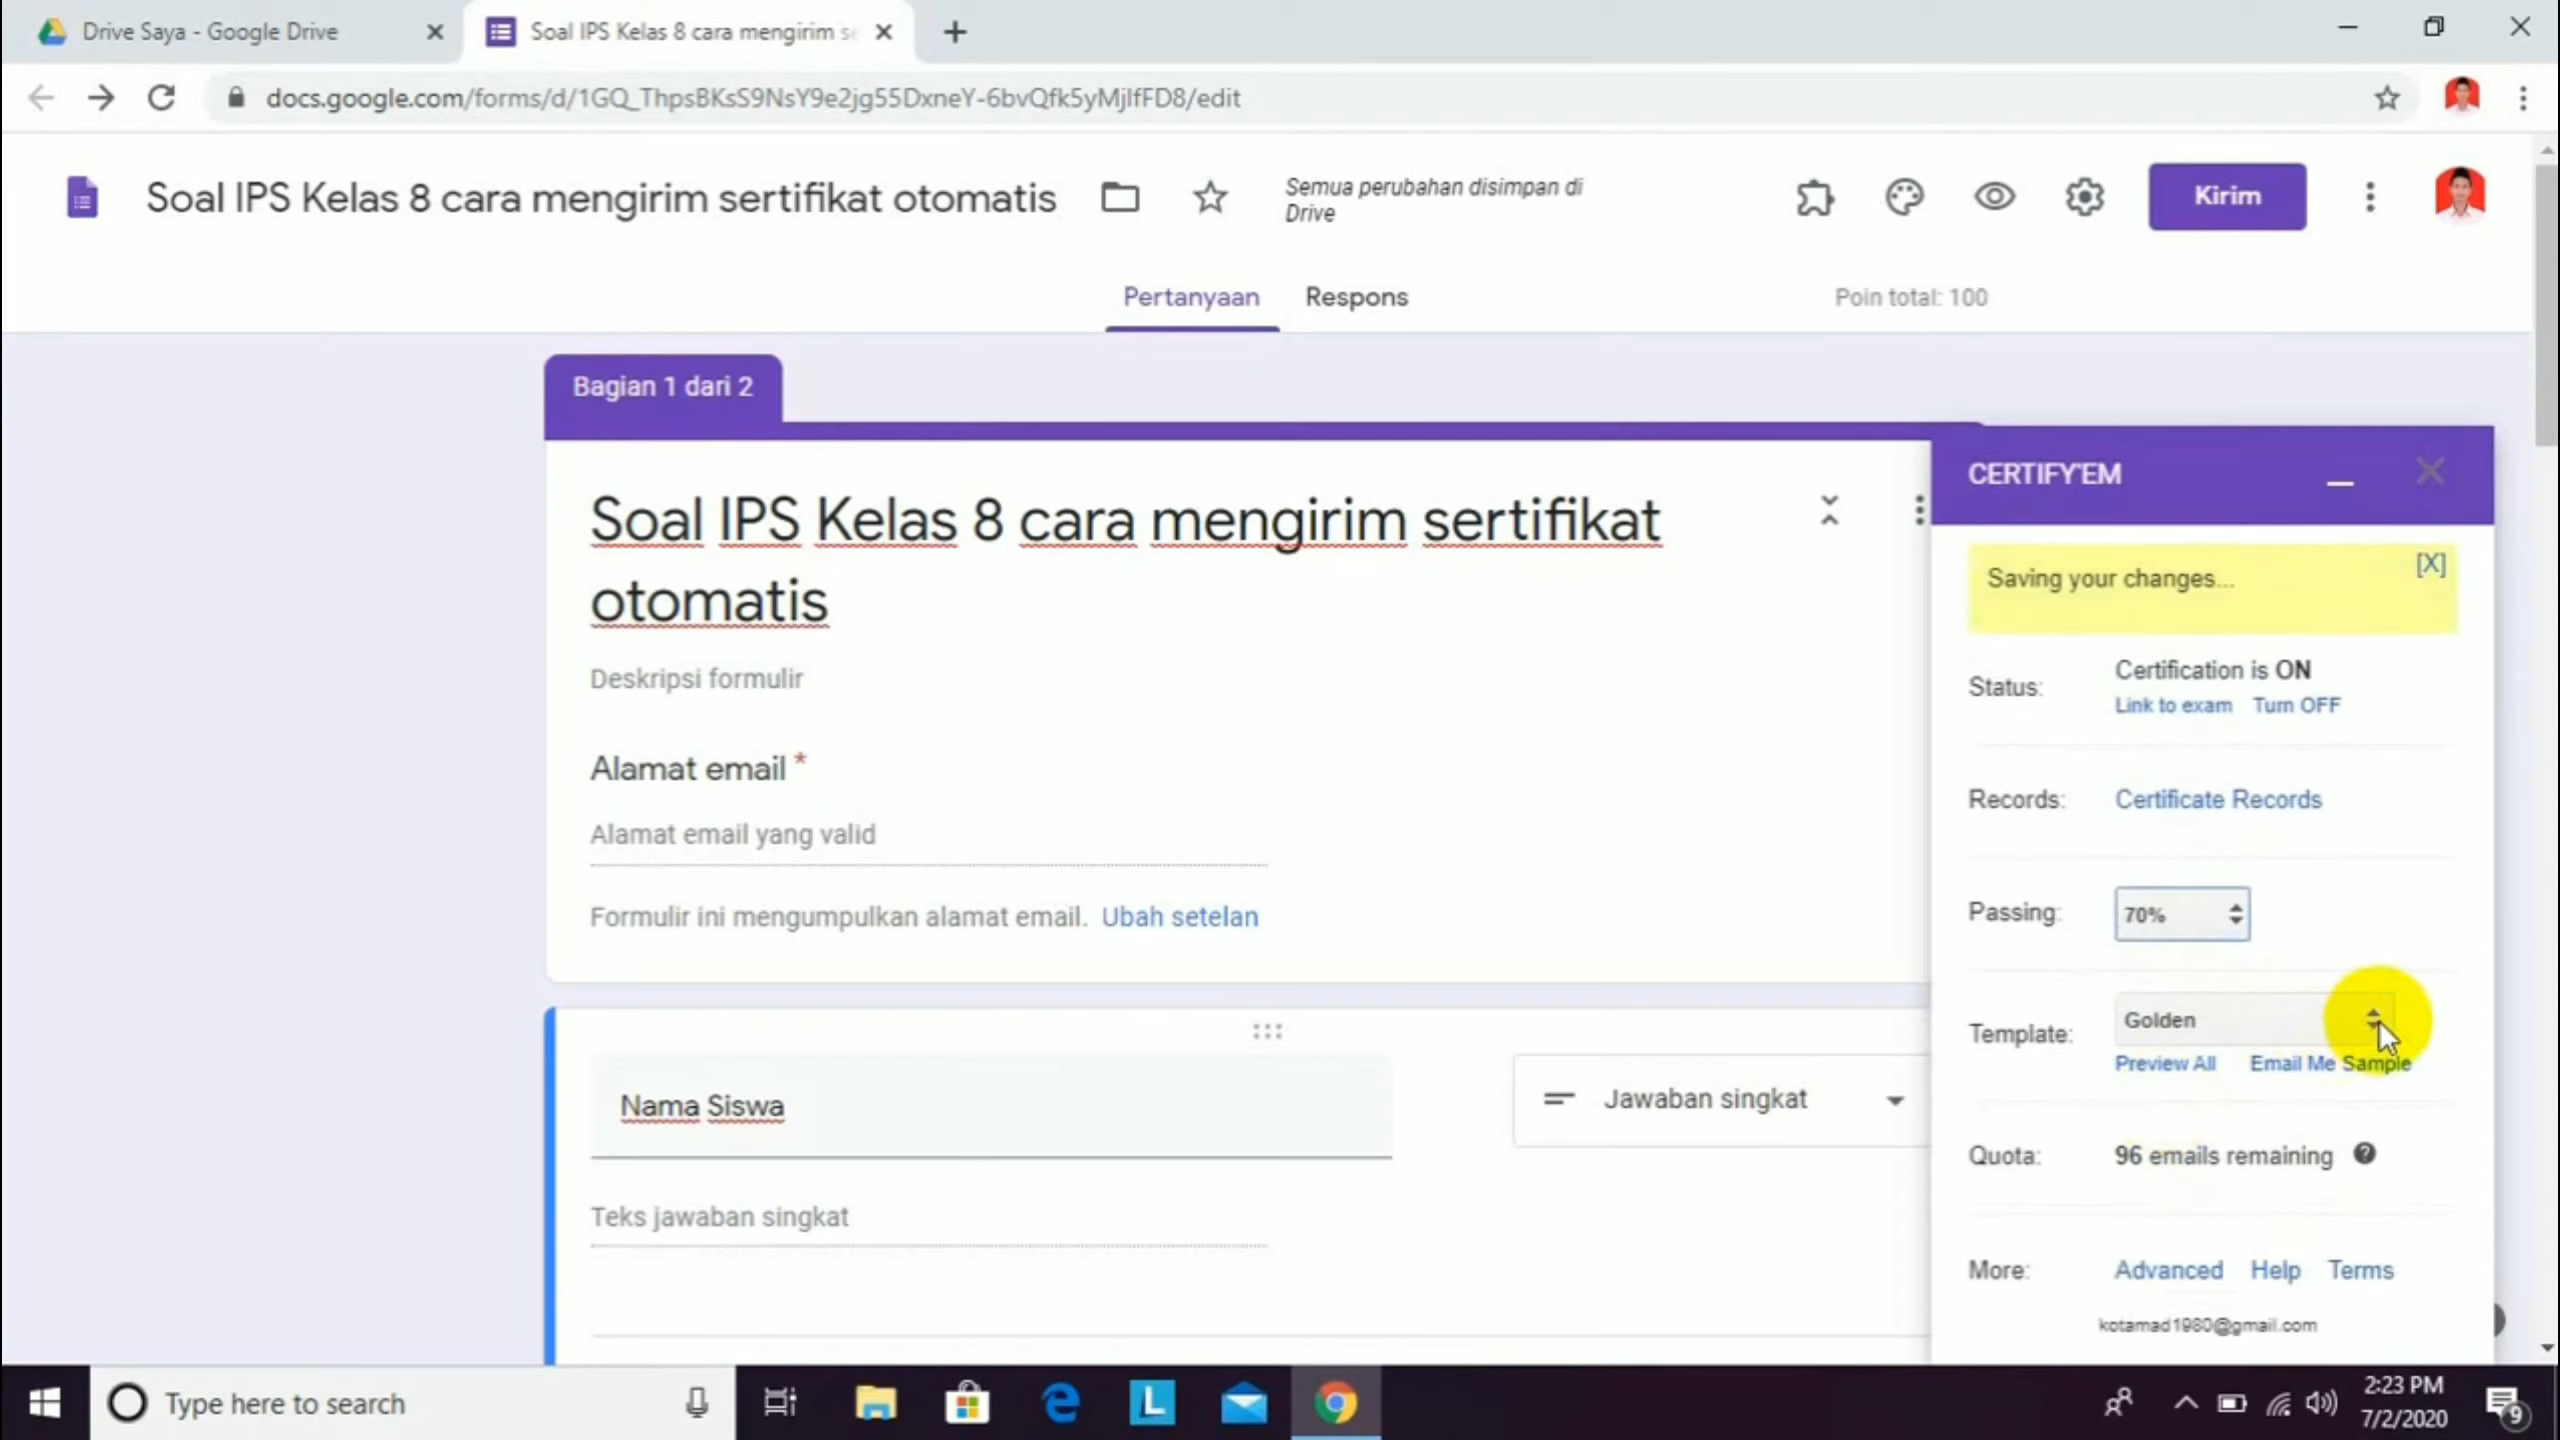 Drive Saya - Google Drive
Soal IPS Kelas 8 cara mengirim se
docs.google.com/forms/d/1GQ_ThpsBKsS9NsY9e2jg55DxneY-6bvQfk5yMjIfFD8/edit
Soal IPS Kelas 8 cara mengirim sertifikat otomatis
Semua perubahan disimpan di
Drive
Kirim
Pertanyaan
Respons
Poin total: 100
Bagian 1 dari 2
Soal IPS Kelas 8 cara mengirim sertifikat
otomatis
Deskripsi formulir
Alamat email *
Alamat email yang valid
Formulir ini mengumpulkan alamat email. Ubah setelan
Nama Siswa
Jawaban singkat
Teks jawaban singkat
CERTIFY'EM
Saving your changes...
[X]
Status:
Certification is ON
Link to exam Turn OFF
Records:
Certificate Records
Passing:
70%
Template:
Golden
Preview All Email Me Sample
Quota:
96 emails remaining
More:
Advanced Help Terms
kotamad1980@gmail.com
Type here to search
2:23 PM
7/2/2020
9